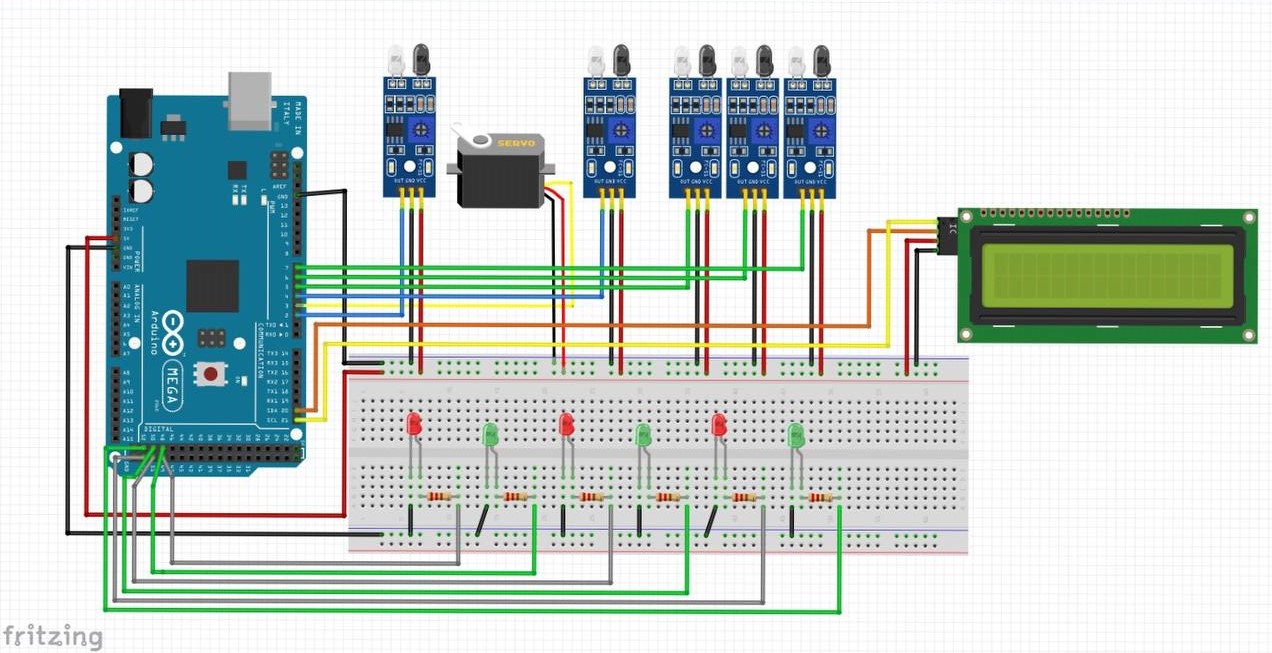 MADE IN
ITALY
AREF
GND
13
12
11
10
9
8
7
6
5
4
3
2
TXD 1
RXD 0
PWM
L
TX
RX
IOREF
RESET
3V3
5V
GND
GND
VIN
POWER
A0
A1
A2
A3
A4
A5
A6
A7
ANALOG IN
A8
A9
A10
A11
A12
A13
A14
A15
Arduino
MEGA
ON
COMMUNICATION
TX3 14
RX3 15
TX2 16
RX2 17
TX1 18
RX1 19
SDA 20
SCL 21
DIGITAL
OUT GND VCC
SERVO
OUT GND VCC
OUT GND VCC
OUT GND VCC
OUT GND VCC
IC
fritzing